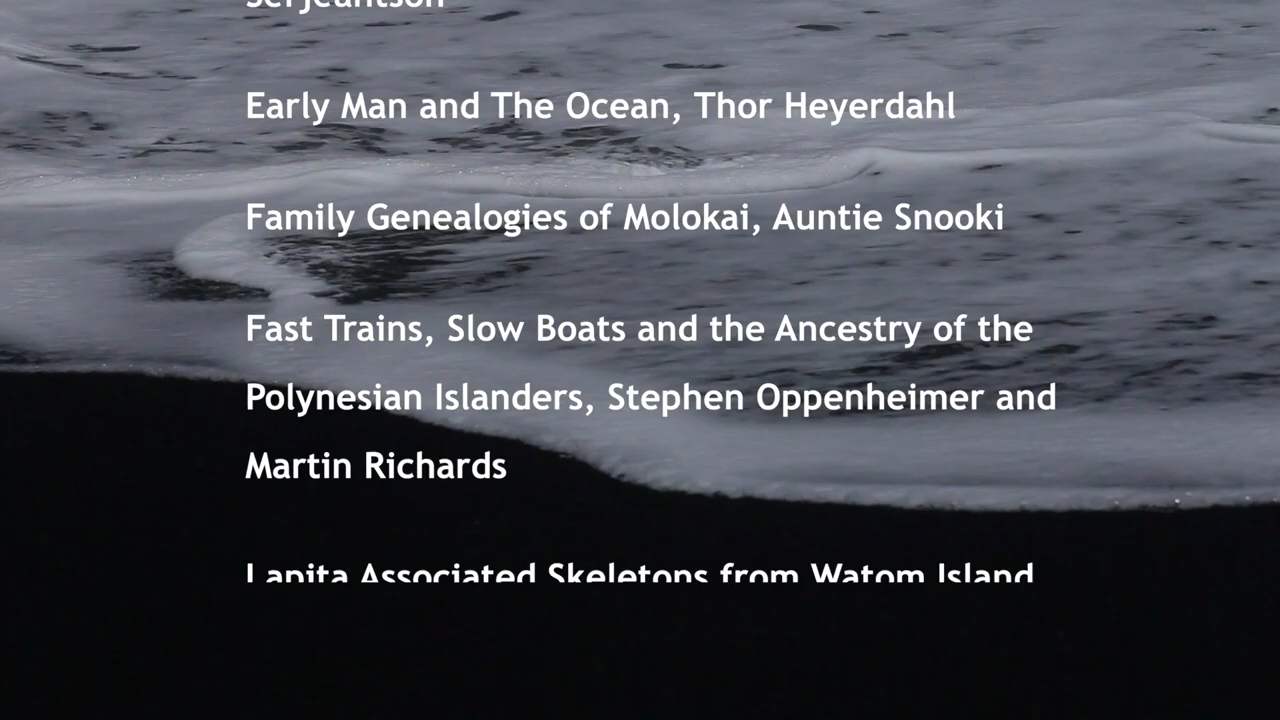 Serjeantson
Early Man and The Ocean, Thor Heyerdahl
Family Genealogies of Molokai, Auntie Snooki
Fast Trains, Slow Boats and the Ancestry of the
Polynesian Islanders, Stephen Oppenheimer and
Martin Richards
Lapita Associated Skeletons from Watom Island